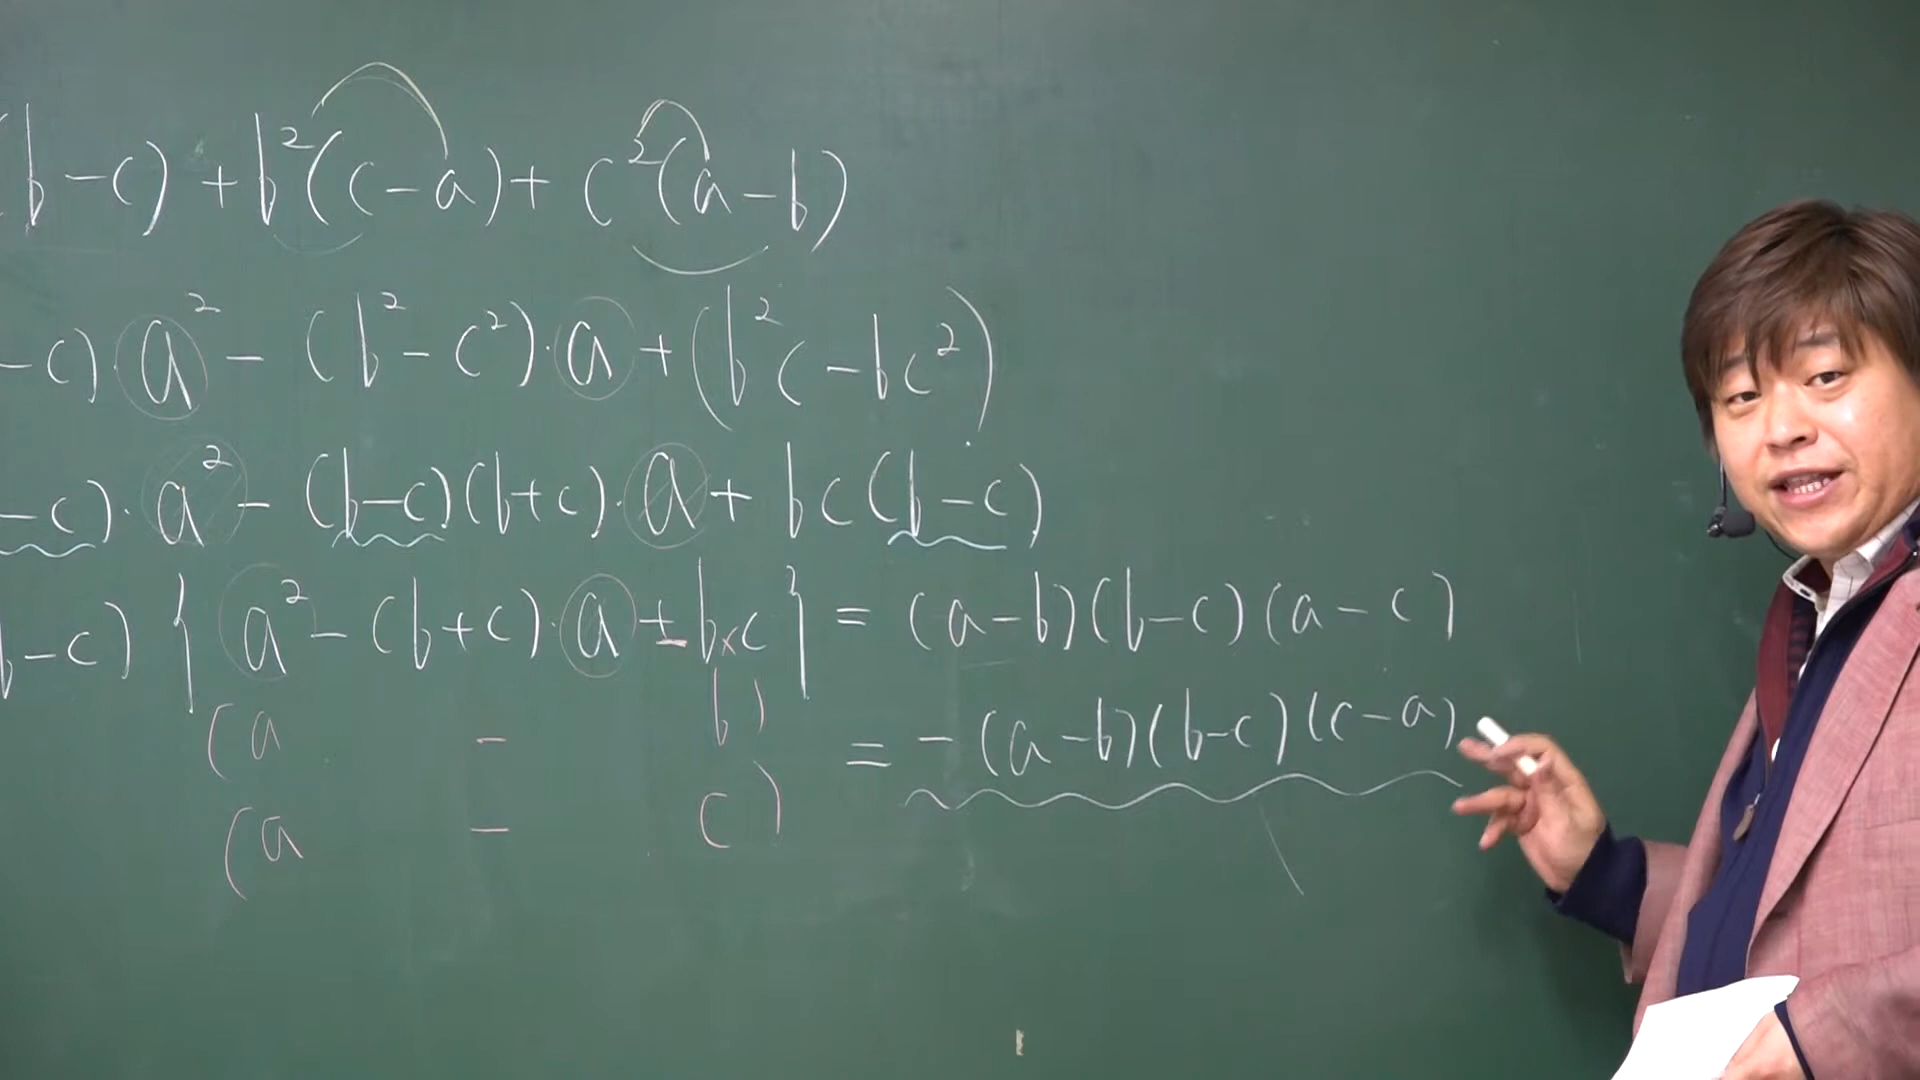 (b-c)+b²(c-a)+c²(a-b)
-c)·a²-(b²-c²)·a+(b²c-bc²)
-c)·a²-(b-c)(b+c)·a+bc(b-c)
b-c){a²-(b+c)·a+b×c}=(a-b)(b-c)(a-c)
(a - b)
=-(a-b)(b-c)(c-a)
(a - c)